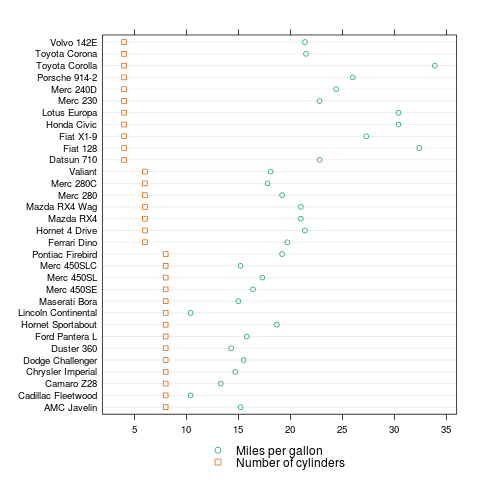 Volvo 142E
Toyota Corona
Toyota Corolla
Porsche 914-2
Merc 240D
Merc 230
Lotus Europa
Honda Civic
Fiat X1-9
Fiat 128
Datsun 710
Valiant
Merc 280C
Merc 280
Mazda RX4 Wag
Mazda RX4
Hornet 4 Drive
Ferrari Dino
Pontiac Firebird
Merc 450SLC
Merc 450SL
Merc 450SE
Maserati Bora
Lincoln Continental
Hornet Sportabout
Ford Pantera L
Duster 360
Dodge Challenger
Chrysler Imperial
Camaro Z28
Cadillac Fleetwood
AMC Javelin
5 10 15 20 25 30 35
Miles per gallon
Number of cylinders